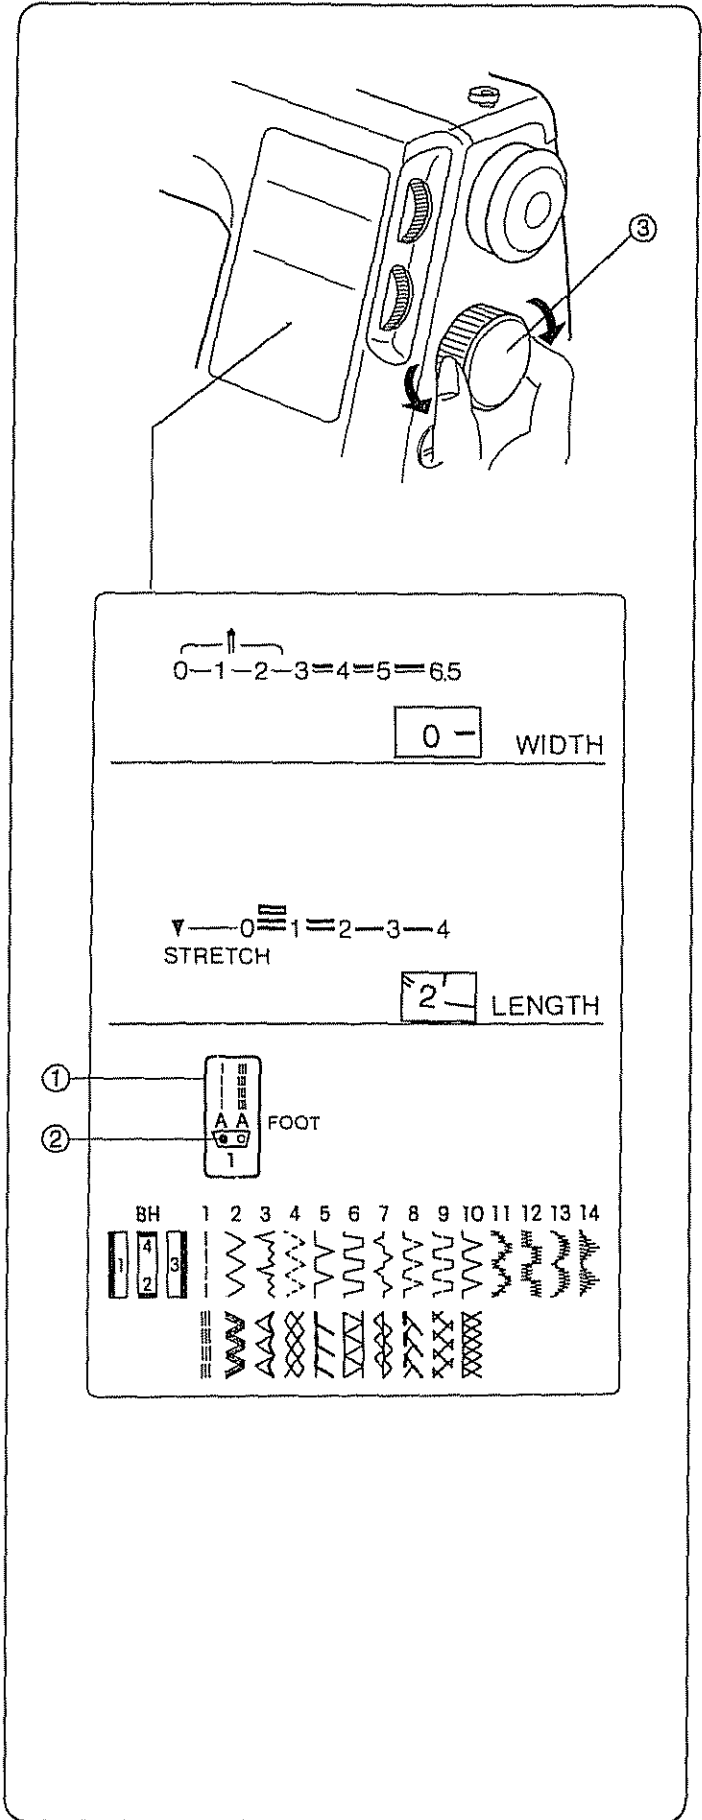 ③
0—1—2—3=4=5=6.5
0 —
WIDTH
▼—0≡1=2—3—4
STRETCH
2
LENGTH
①
A A
FOOT
②
1
BH 1 2 3 4 5 6 7 8 9 10 11 12 13 14
1 4 3
2